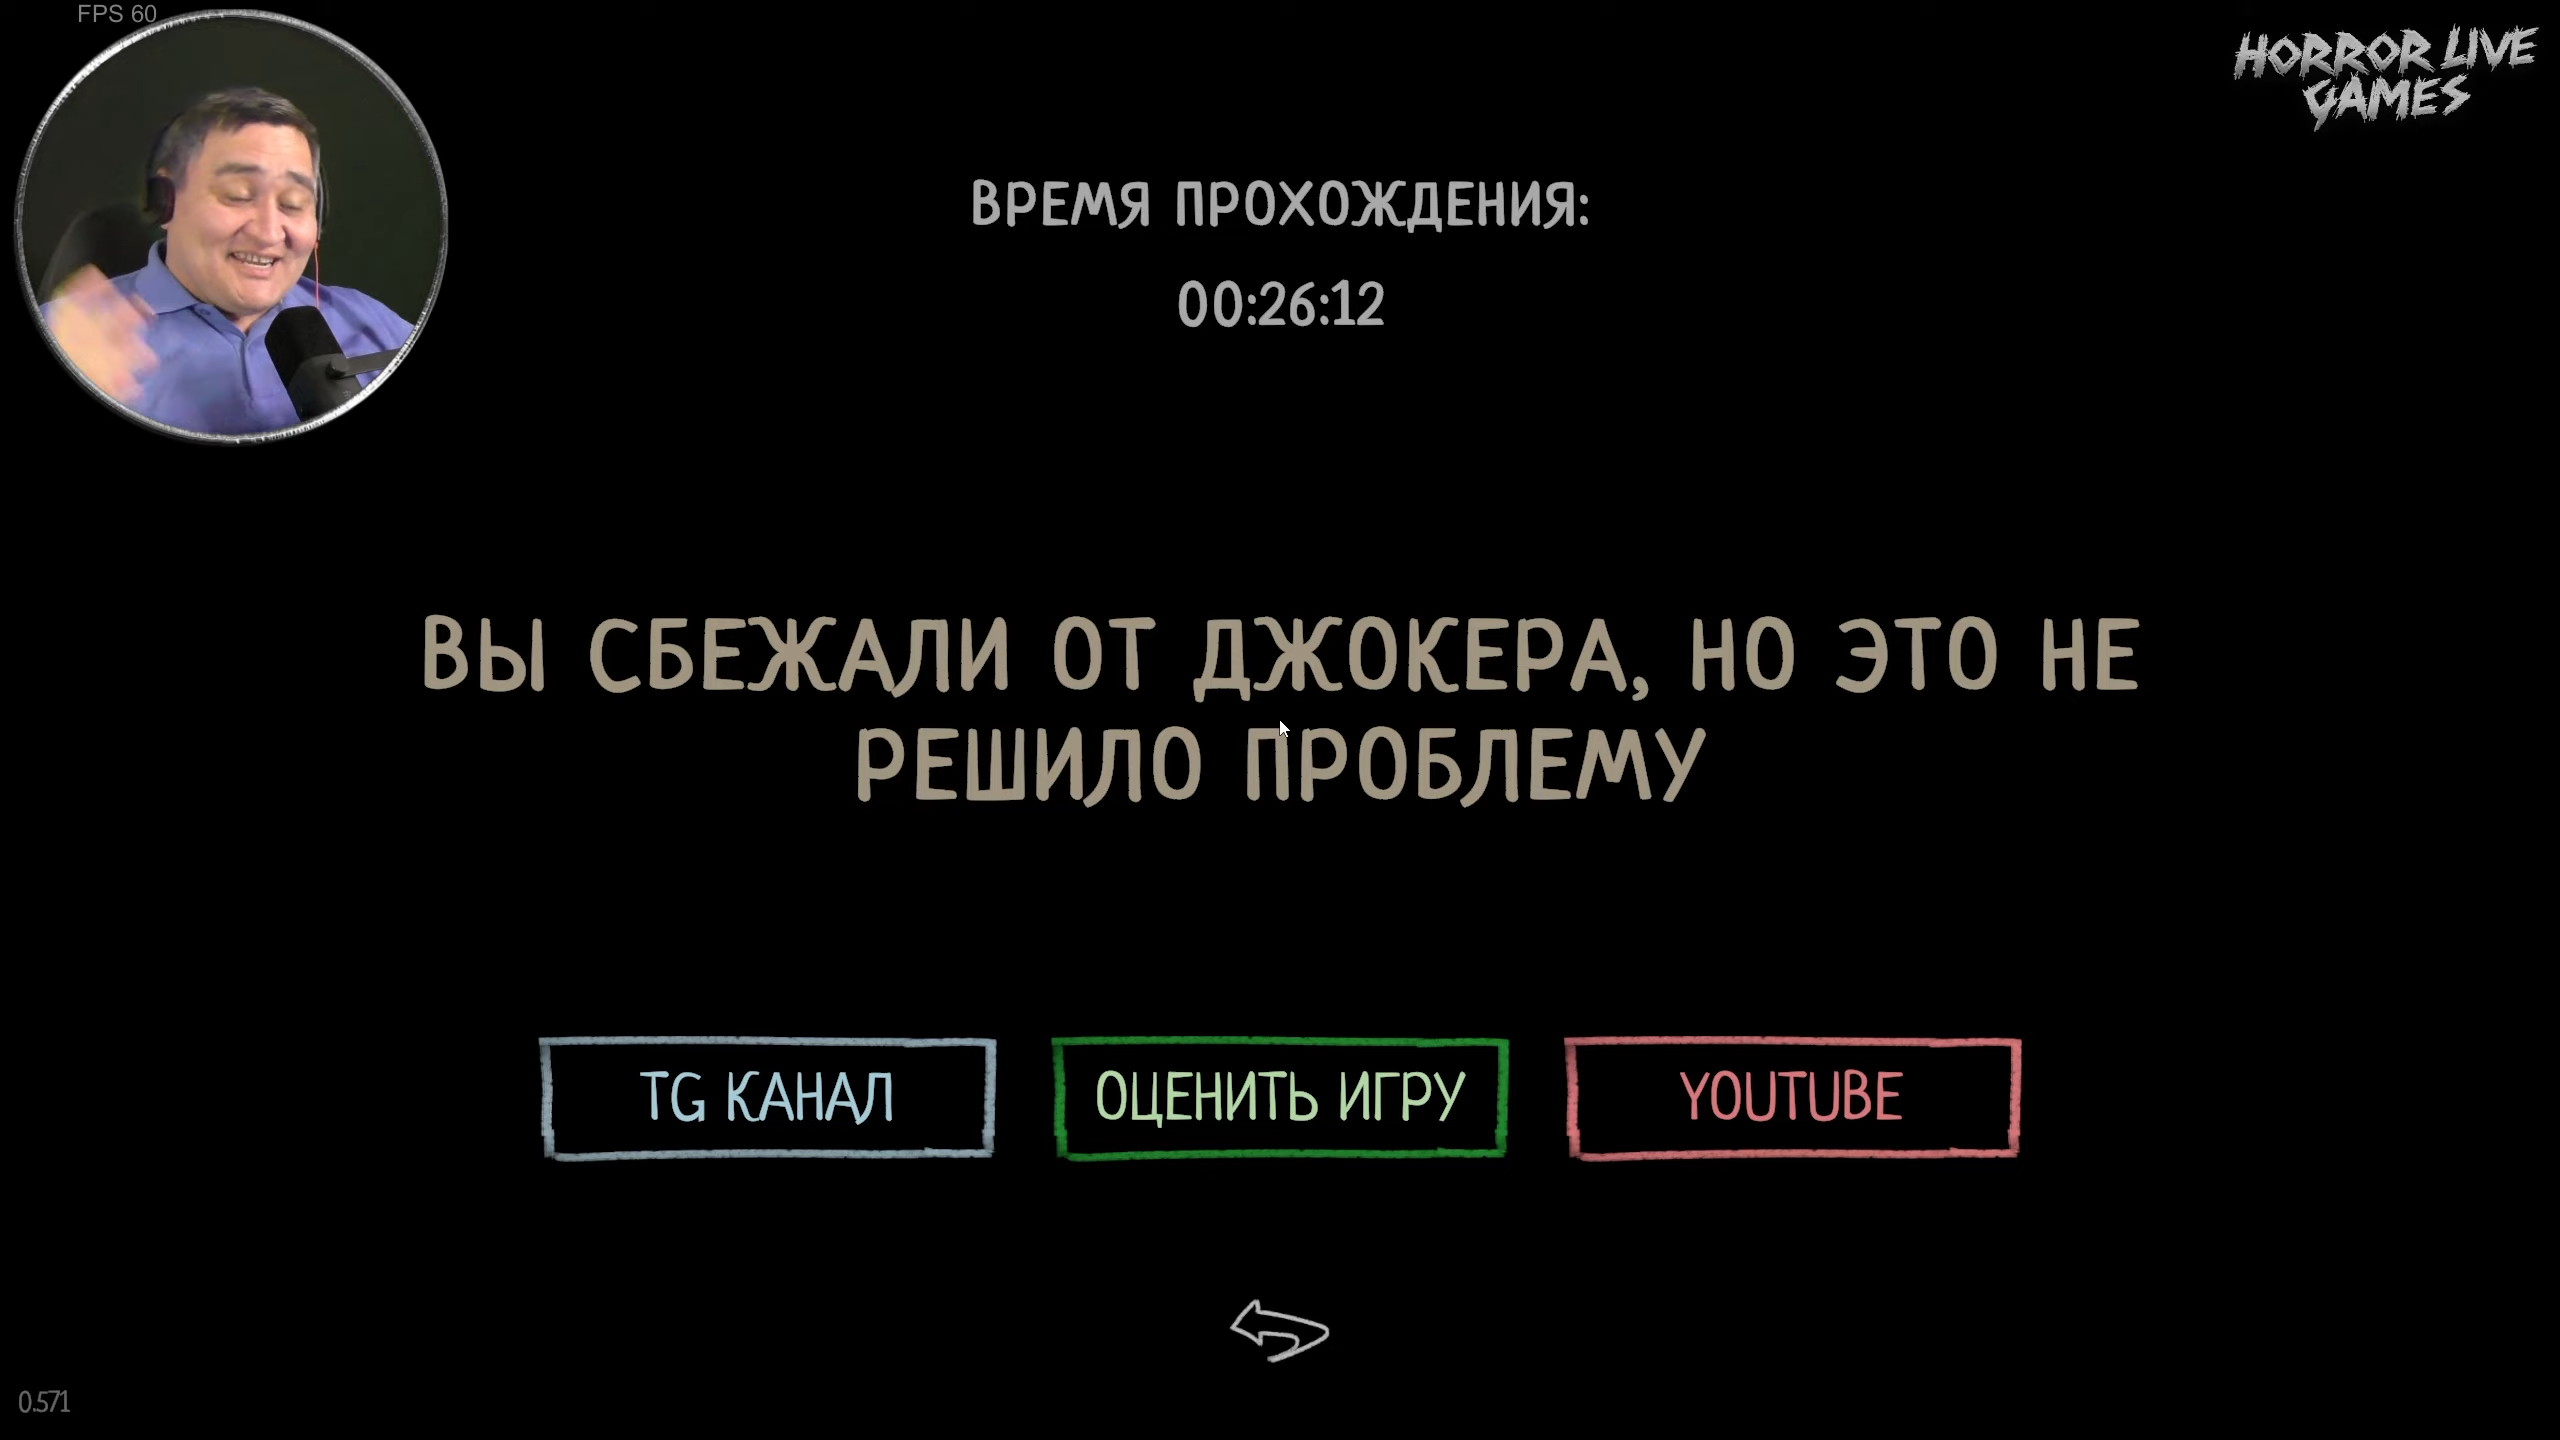 FPS 60
HORROR LIVE
GAMES
ВРЕМЯ ПРОХОЖДЕНИЯ:
00:26:12
ВЫ СБЕЖАЛИ ОТ ДЖОКЕРА, НО ЭТО НЕ
РЕШИЛО ПРОБЛЕМУ
TG КАНАЛ
ОЦЕНИТЬ ИГРУ
YOUTUBE
0.571